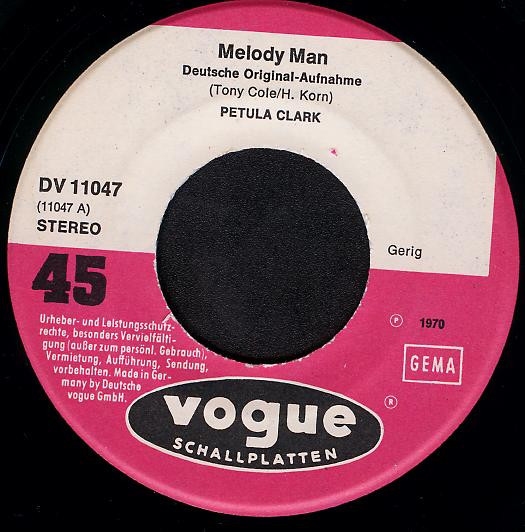 Melody Man
Deutsche Original-Aufnahme
(Tony Cole/H. Korn)
PETULA CLARK
DV 11047
(11047 A)
STEREO
Gerig
45
Urheber- und Leistungsschutz-
rechte, besonders Vervielfälti-
gung (außer zum persönl. Gebrauch),
Vermietung, Aufführung, Sendung,
vorbehalten. Made in Ger-
many by Deutsche
vogue GmbH.
℗ 1970
GEMA
®
vogue
SCHALLPLATTEN